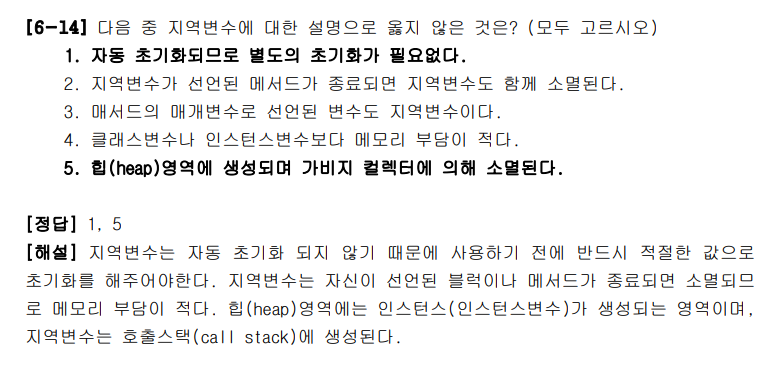 [6-14] 다음 중 지역변수에 대한 설명으로 옳지 않은 것은? (모두 고르시오)
1. 자동 초기화되므로 별도의 초기화가 필요없다.
2. 지역변수가 선언된 메서드가 종료되면 지역변수도 함께 소멸된다.
3. 매서드의 매개변수로 선언된 변수도 지역변수이다.
4. 클래스변수나 인스턴스변수보다 메모리 부담이 적다.
5. 힙(heap)영역에 생성되며 가비지 컬렉터에 의해 소멸된다.
[정답] 1, 5
[해설] 지역변수는 자동 초기화 되지 않기 때문에 사용하기 전에 반드시 적절한 값으로
초기화를 해주어야한다. 지역변수는 자신이 선언된 블럭이나 메서드가 종료되면 소멸되므
로 메모리 부담이 적다. 힙(heap)영역에는 인스턴스(인스턴스변수)가 생성되는 영역이며,
지역변수는 호출스택(call stack)에 생성된다.